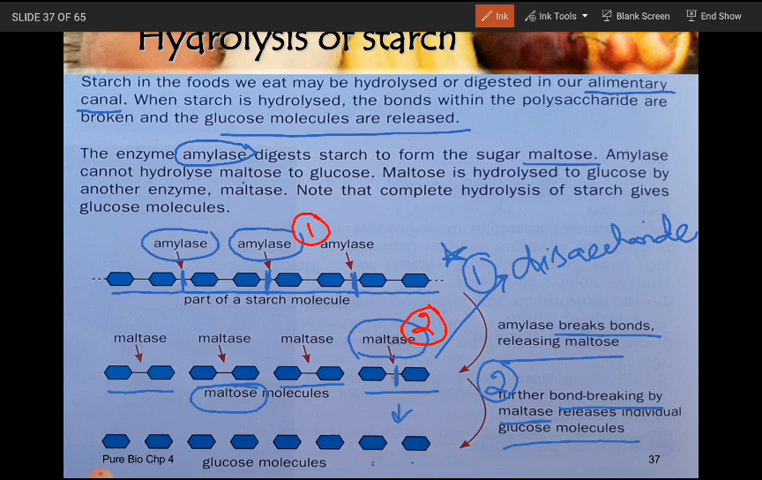 SLIDE 37 OF 65
Ink
Ink Tools
Blank Screen
End Show
Hydrolysis of starch
Starch in the foods we eat may be hydrolysed or digested in our alimentary
canal. When starch is hydrolysed, the bonds within the polysaccharide are
broken and the glucose molecules are released.
The enzyme amylase digests starch to form the sugar maltose. Amylase
cannot hydrolyse maltose to glucose. Maltose is hydrolysed to glucose by
another enzyme, maltase. Note that complete hydrolysis of starch gives
glucose molecules.
1
amylase amylase amylase
1 disaccharide
part of a starch molecule
amylase breaks bonds,
releasing maltose
2
maltase maltase maltase maltase
2
maltose molecules
further bond-breaking by
maltase releases individual
glucose molecules
glucose molecules
Pure Bio Chp 4
37